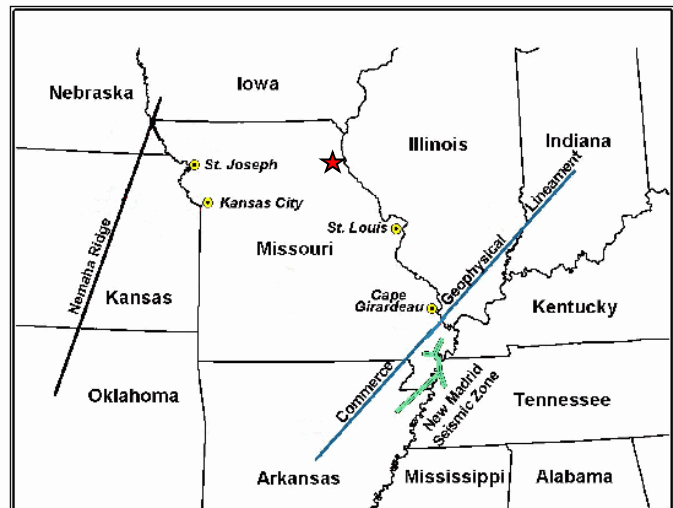 Iowa
Nebraska
Illinois
Indiana
St. Joseph
Kansas City
St. Louis
Missouri
Nemaha Ridge
Kansas
Cape
Girardeau
Commerce Geophysical Lineament
Kentucky
Oklahoma
New Madrid
Seismic Zone
Tennessee
Arkansas
Mississippi
Alabama